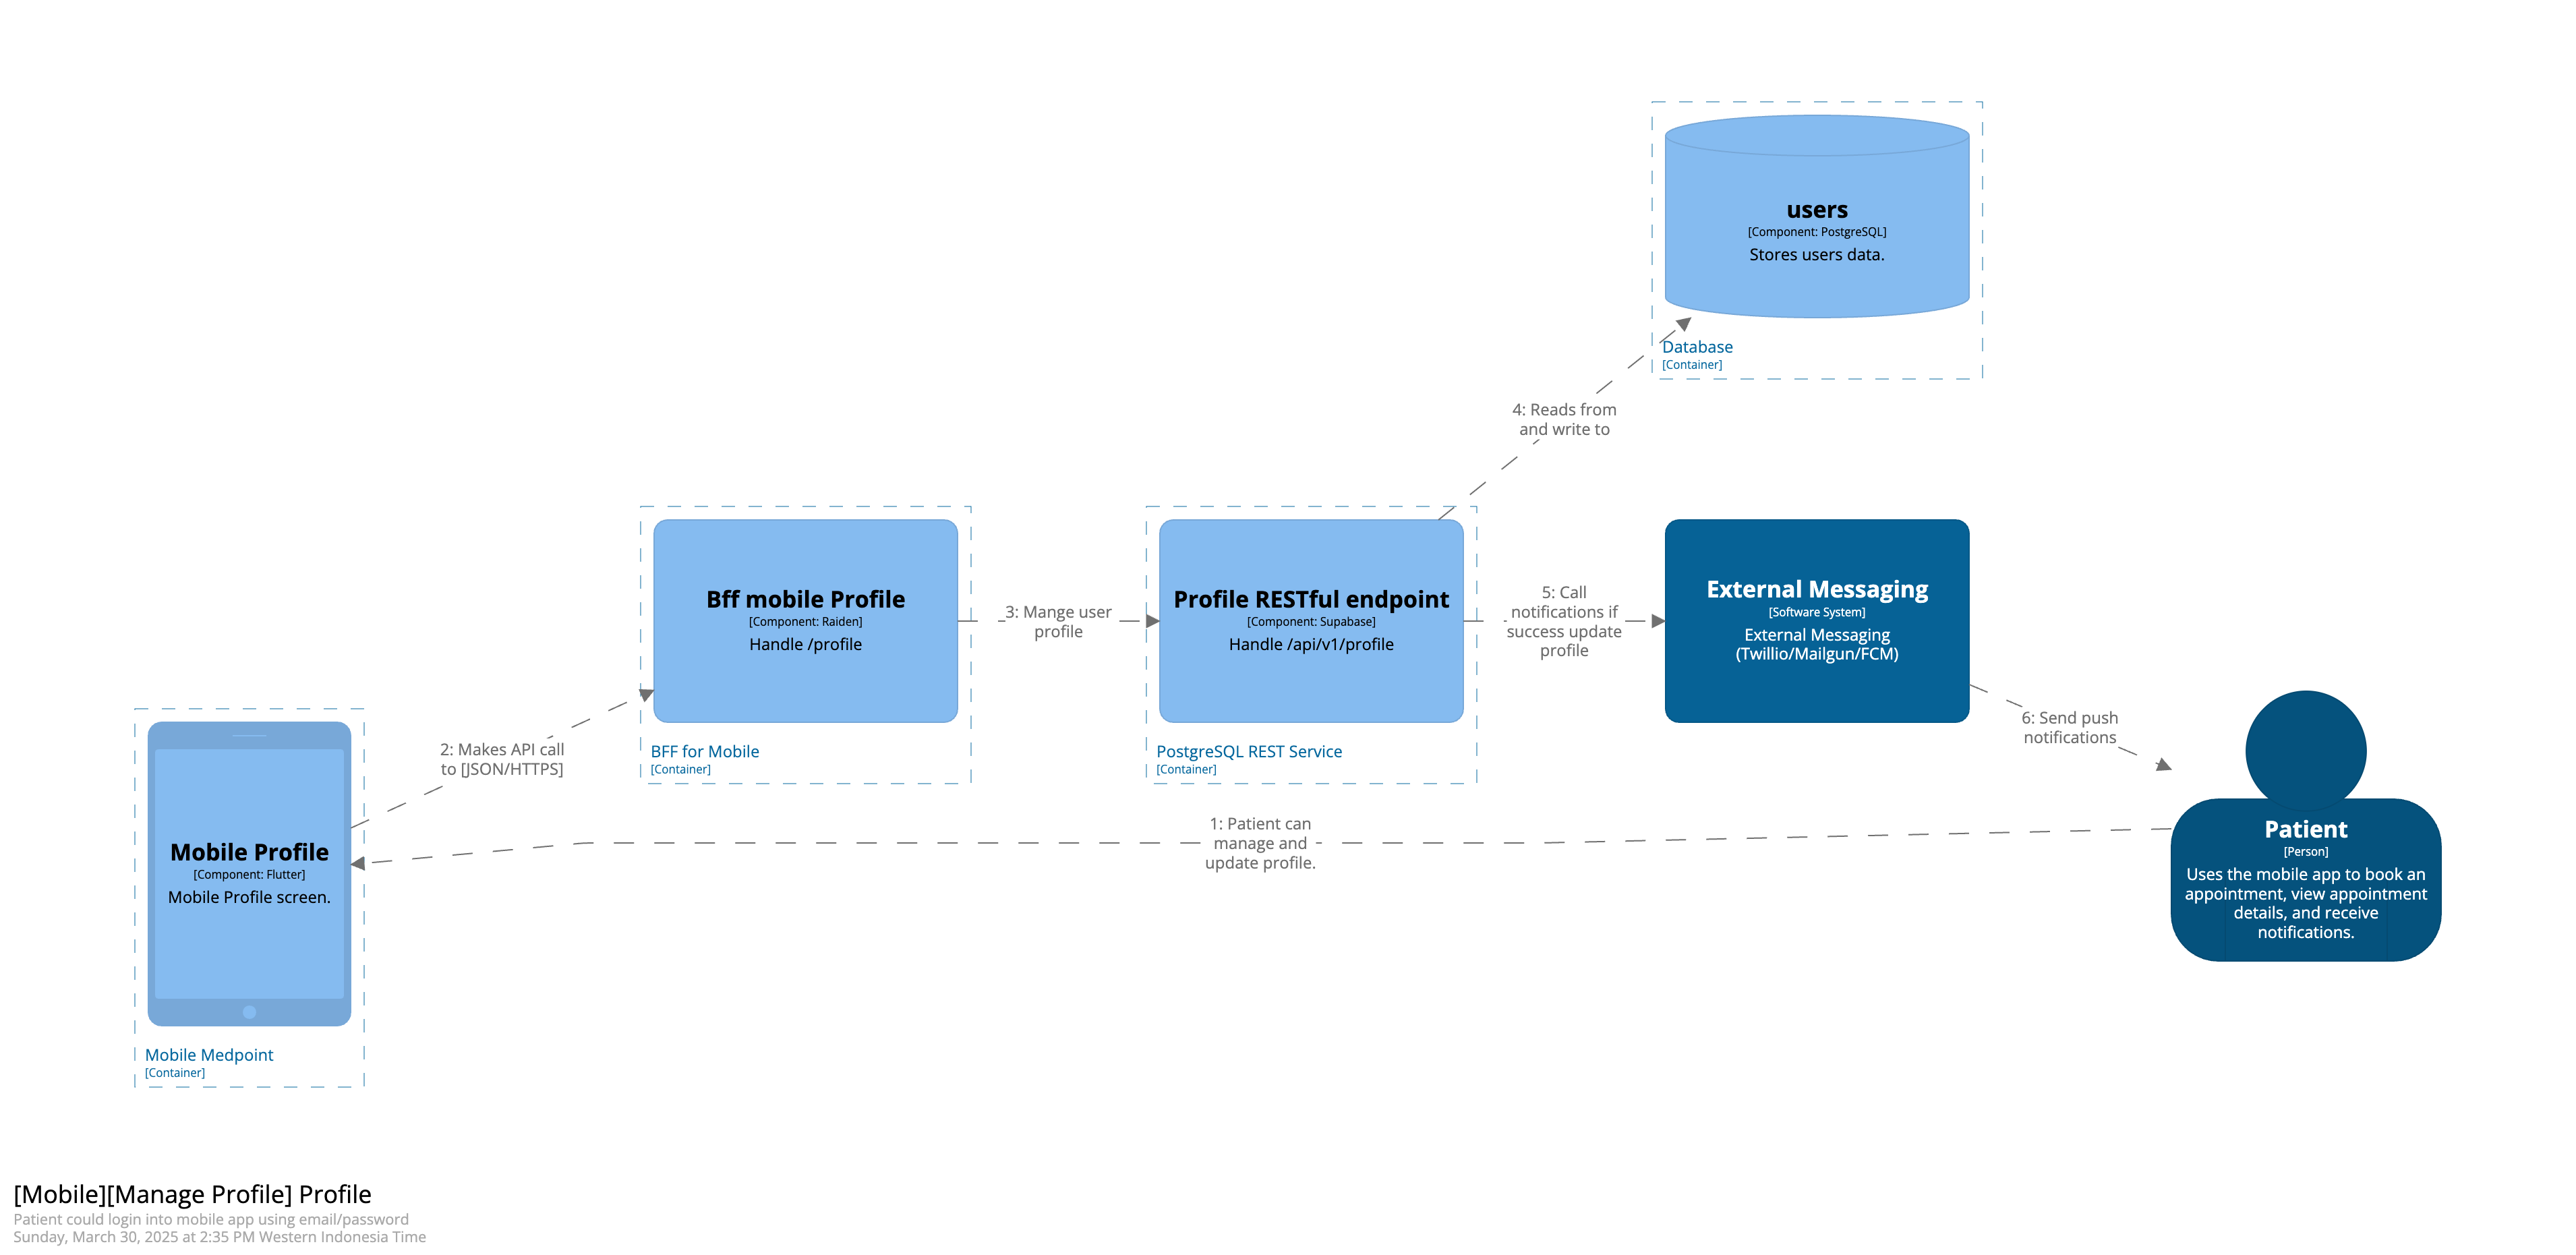 users
[Component: PostgreSQL]
Stores users data.
Database
[Container]
4: Reads from
and write to
Bff mobile Profile
[Component: Raiden]
Handle /profile
BFF for Mobile
[Container]
3: Mange user
profile
Profile RESTful endpoint
[Component: Supabase]
Handle /api/v1/profile
PostgreSQL REST Service
[Container]
5: Call
notifications if
success update
profile
External Messaging
[Software System]
External Messaging
(Twillio/Mailgun/FCM)
6: Send push
notifications
2: Makes API call
to [JSON/HTTPS]
1: Patient can
manage and
update profile.
Mobile Profile
[Component: Flutter]
Mobile Profile screen.
Mobile Medpoint
[Container]
Patient
[Person]
Uses the mobile app to book an
appointment, view appointment
details, and receive
notifications.
[Mobile][Manage Profile] Profile
Patient could login into mobile app using email/password
Sunday, March 30, 2025 at 2:35 PM Western Indonesia Time